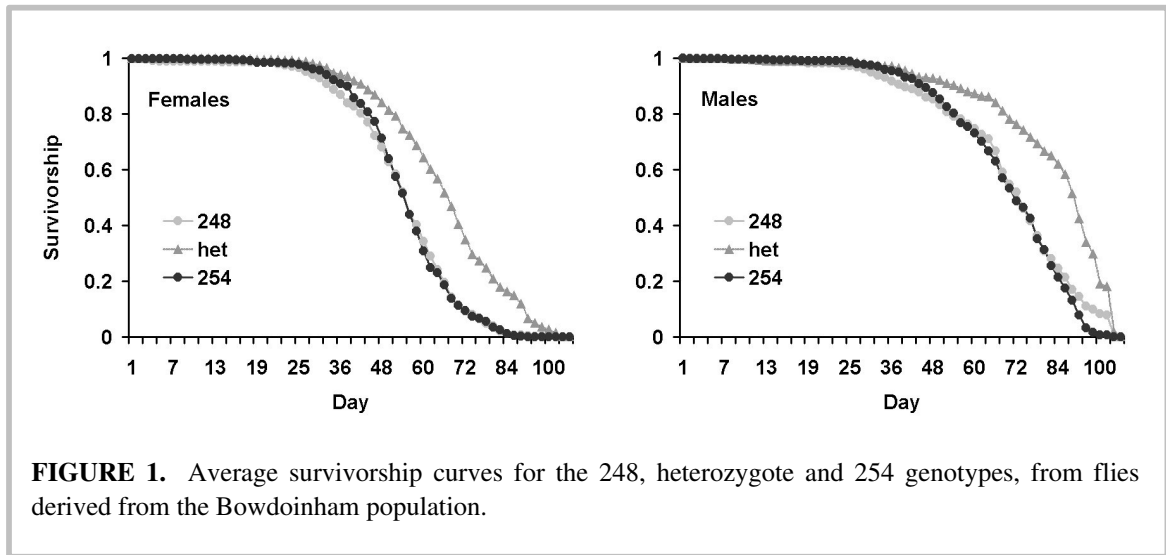 1
0.8
0.6
0.4
0.2
0
Survivorship
Females
248
het
254
1 7 13 19 25 36 48 60 72 84 100
Day
1
0.8
0.6
0.4
0.2
0
Males
248
het
254
1 7 13 19 25 36 48 60 72 84 100
Day
FIGURE 1. Average survivorship curves for the 248, heterozygote and 254 genotypes, from flies
derived from the Bowdoinham population.